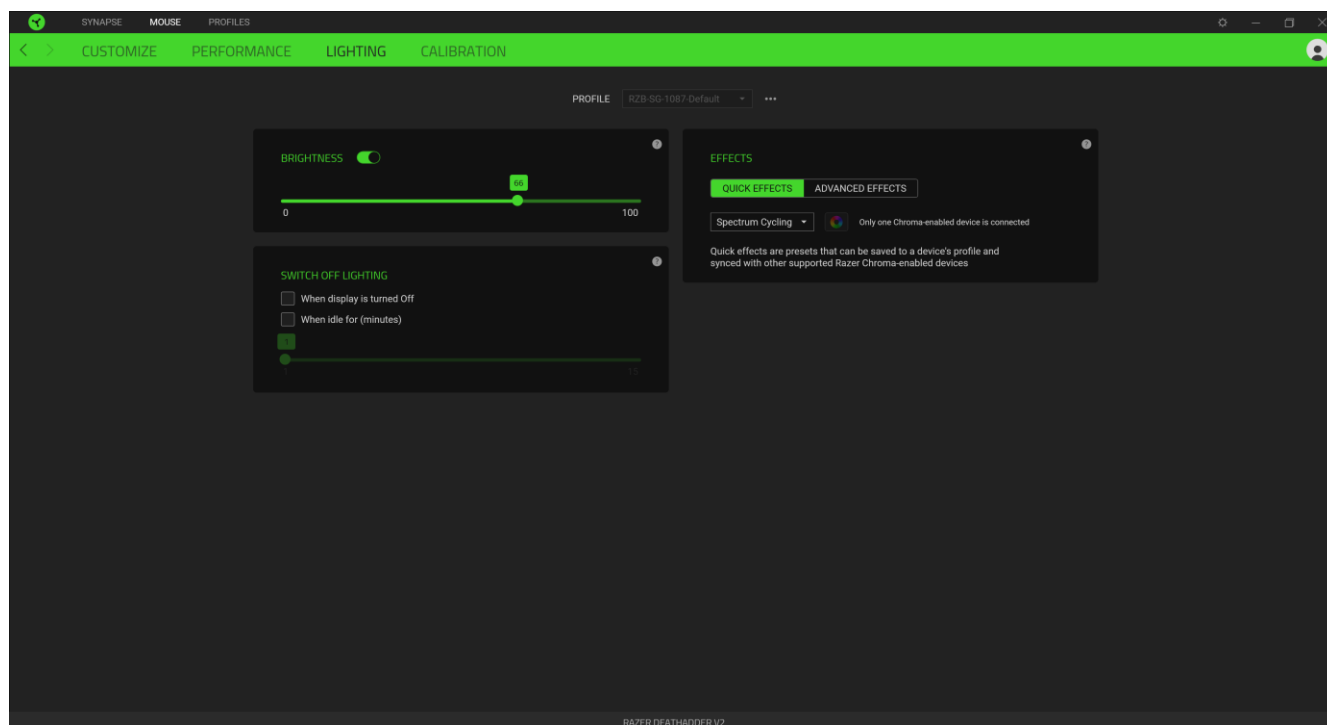 SYNAPSE MOUSE PROFILES
CUSTOMIZE PERFORMANCE LIGHTING CALIBRATION
PROFILE RZB-SG-1087-Default
BRIGHTNESS
66
0 100
SWITCH OFF LIGHTING
When display is turned Off
When idle for (minutes)
1
1 15
EFFECTS
QUICK EFFECTS ADVANCED EFFECTS
Spectrum Cycling Only one Chroma-enabled device is connected
Quick effects are presets that can be saved to a device's profile and
synced with other supported Razer Chroma-enabled devices
RAZER DEATHADDER V2